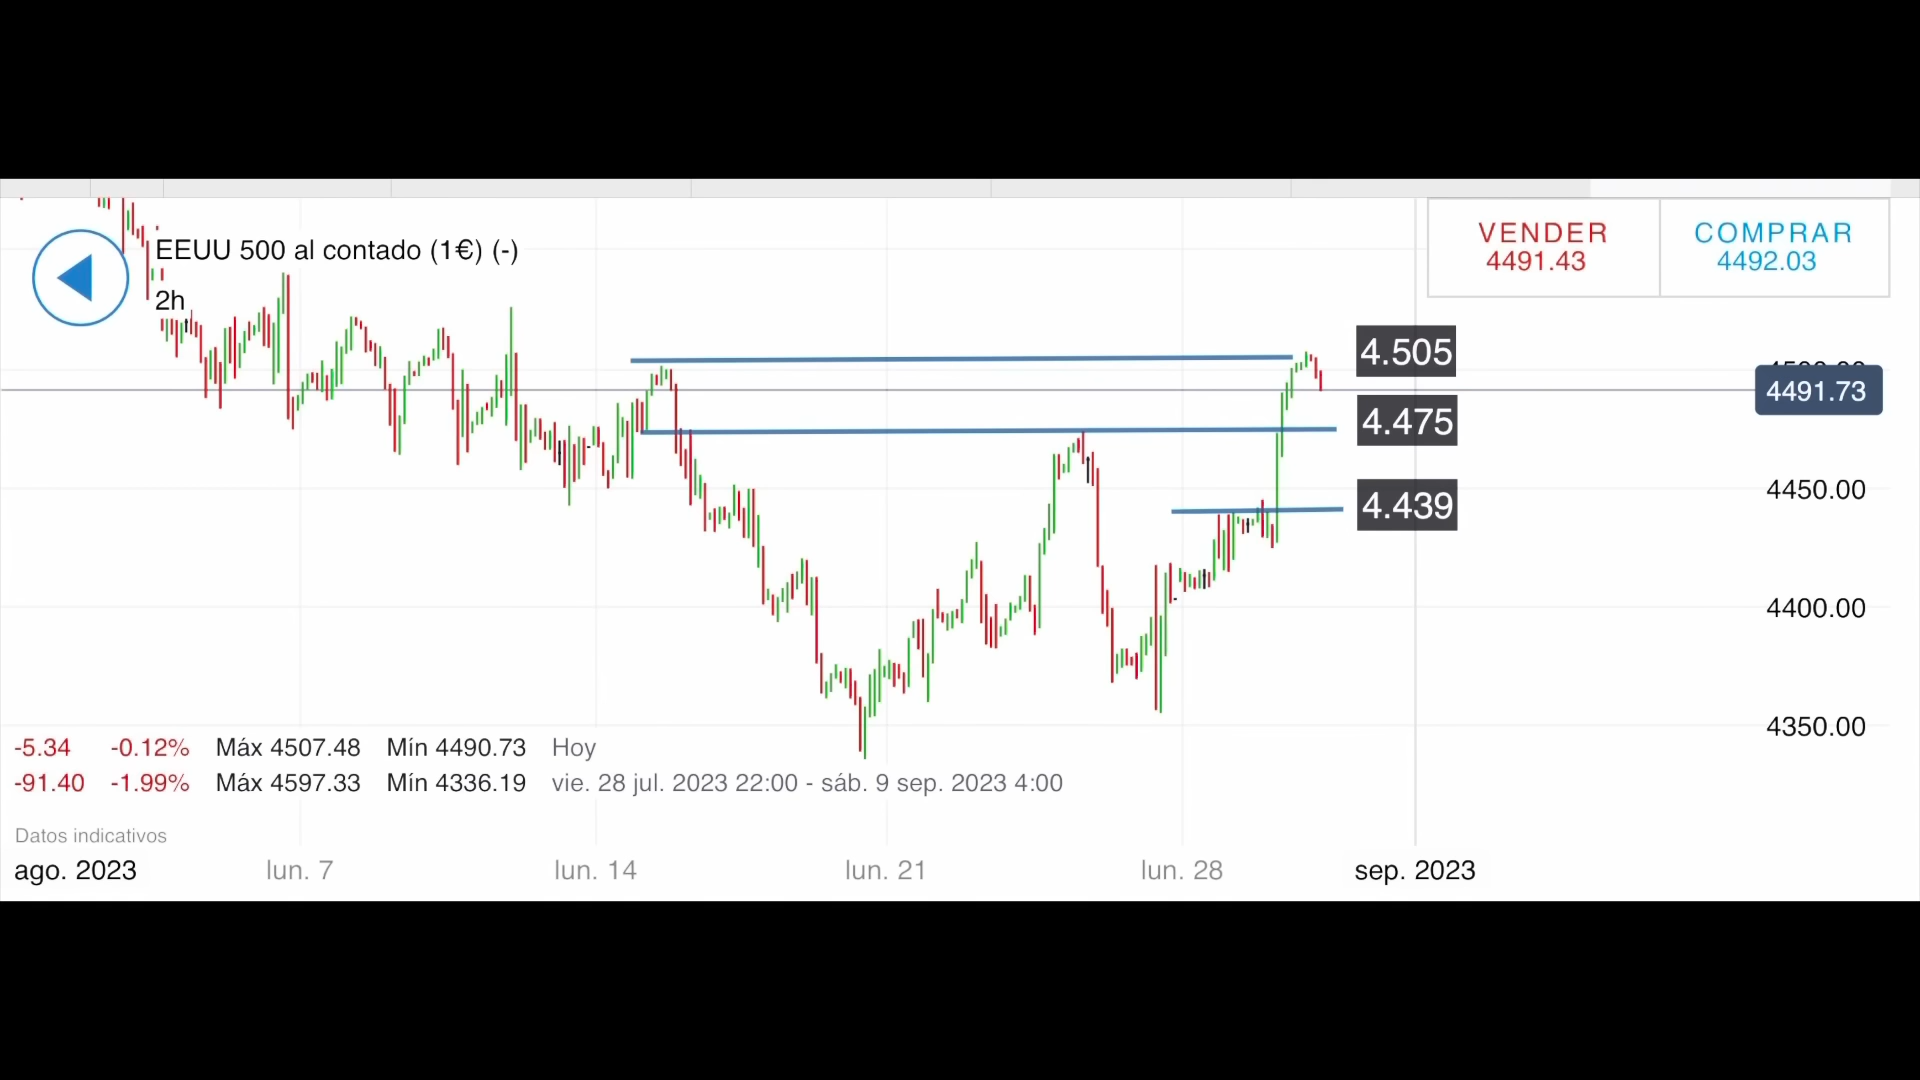 EEUU 500 al contado (1€) (-)
2h
VENDER
4491.43
COMPRAR
4492.03
4.505
4491.73
4.475
4450.00
4.439
4400.00
4350.00
-5.34 -0.12% Máx 4507.48 Mín 4490.73 Hoy
-91.40 -1.99% Máx 4597.33 Mín 4336.19 vie. 28 jul. 2023 22:00 - sáb. 9 sep. 2023 4:00
Datos indicativos
ago. 2023 lun. 7 lun. 14 lun. 21 lun. 28 sep. 2023